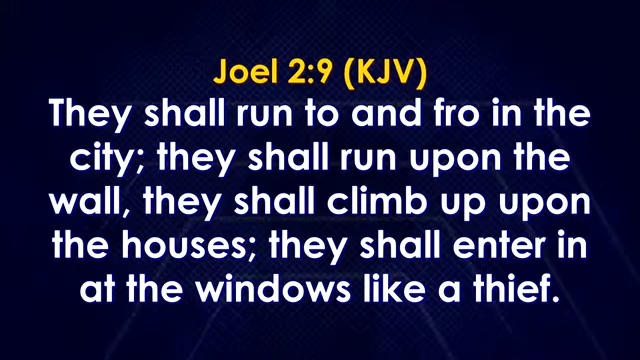 Joel 2:9 (KJV)
They shall run to and fro in the
city; they shall run upon the
wall, they shall climb up upon
the houses; they shall enter in
at the windows like a thief.